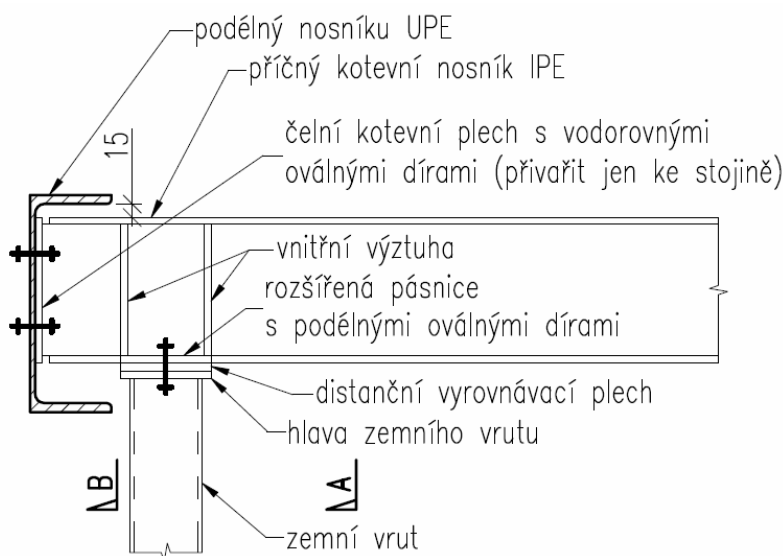 podélný nosníku UPE
příčný kotevní nosník IPE
čelní kotevní plech s vodorovnými
oválnými dírami (přivařit jen ke stojině)
15
vnitřní výztuha
rozšířená pásnice
s podélnými oválnými dírami
distanční vyrovnávací plech
hlava zemního vrutu
B
A
zemní vrut